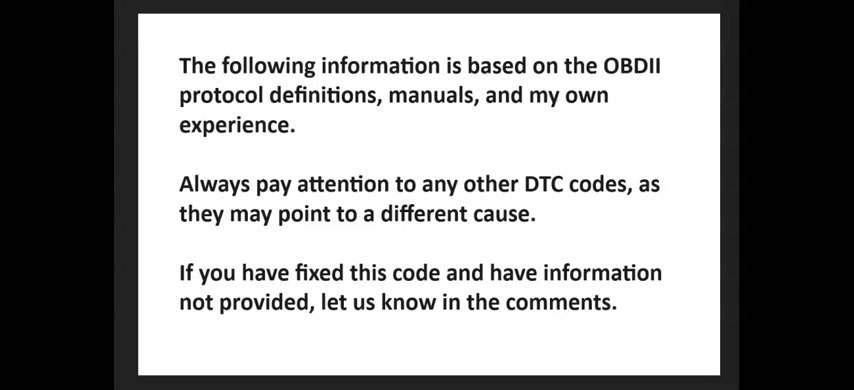 The following information is based on the OBDII
protocol definitions, manuals, and my own
experience.
Always pay attention to any other DTC codes, as
they may point to a different cause.
If you have fixed this code and have information
not provided, let us know in the comments.